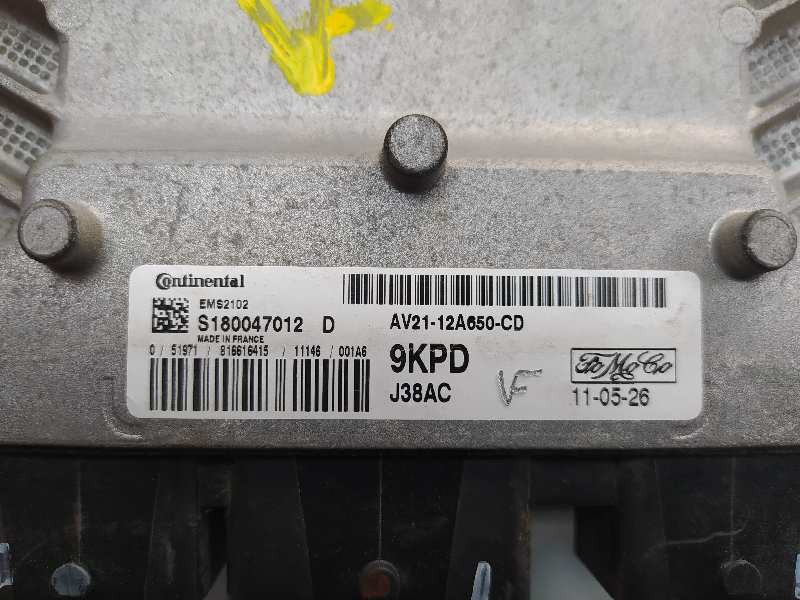 VF
Continental
EMS2102
S180047012 D
MADE IN FRANCE
0 / 51971 / 816616415 / 11146 / 001A6
AV21-12A650-CD
9KPD
J38AC
VF
FoMoCo
11-05-26